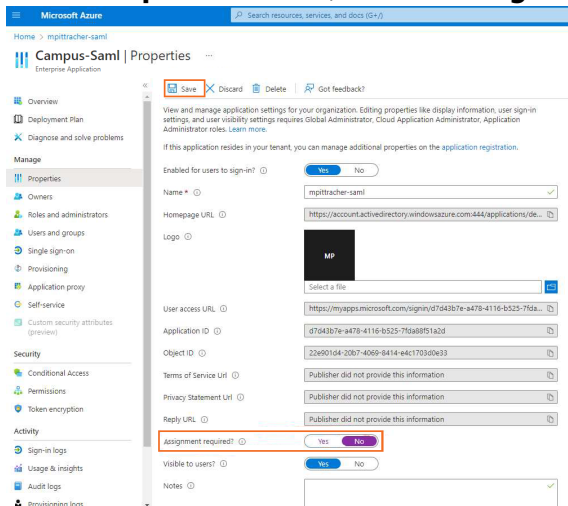 Microsoft Azure
Search resources, services, and docs (G+/)
Home > mpittracher-saml
Campus-Saml | Properties ...
Enterprise Application
«
Overview
Deployment Plan
Diagnose and solve problems
Manage
Properties
Owners
Roles and administrators
Users and groups
Single sign-on
Provisioning
Application proxy
Self-service
Custom security attributes
(preview)
Security
Conditional Access
Permissions
Token encryption
Activity
Sign-in logs
Usage & insights
Audit logs
Provisioning logs
Save Discard Delete Got feedback?
View and manage application settings for your organization. Editing properties like display information, user sign-in
settings, and user visibility settings requires Global Administrator, Cloud Application Administrator, Application
Administrator roles. Learn more.
If this application resides in your tenant, you can manage additional properties on the application registration.
Enabled for users to sign-in? Yes No
Name * mpittracher-saml
Homepage URL https://account.activedirectory.windowsazure.com:444/applications/de...
Logo
MP
Select a file
User access URL https://myapps.microsoft.com/signin/d7d43b7e-a478-4116-b525-7fda...
Application ID d7d43b7e-a478-4116-b525-7fda88f51a2d
Object ID 22e901d4-20b7-4069-8414-e4c1703d0e33
Terms of Service Url Publisher did not provide this information
Privacy Statement Url Publisher did not provide this information
Reply URL Publisher did not provide this information
Assignment required? Yes No
Visible to users? Yes No
Notes